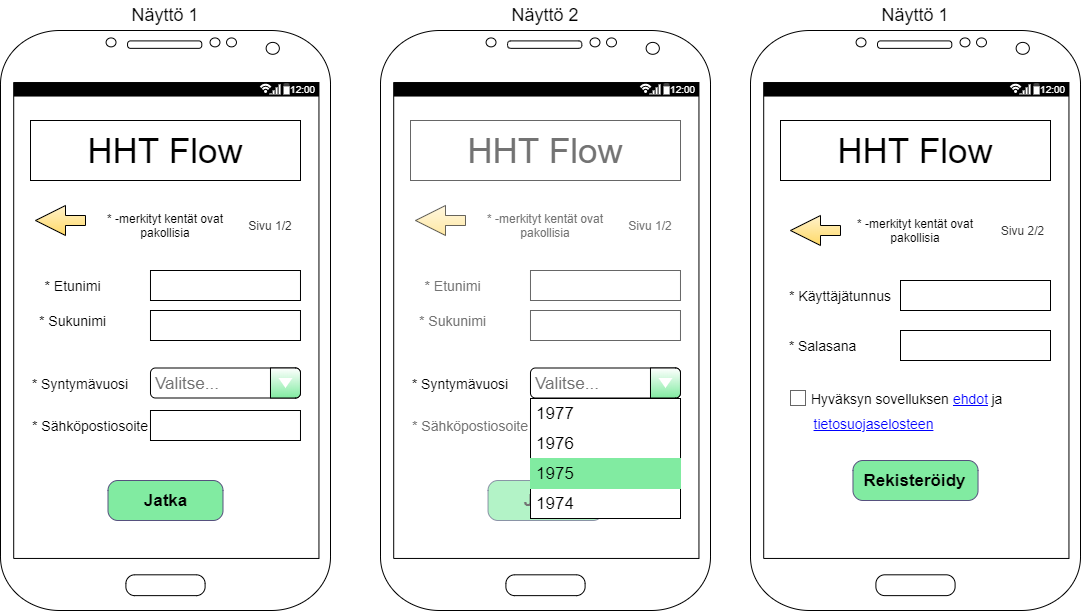 Näyttö 1
12:00
HHT Flow
* -merkityt kentät ovat
pakollisia
Sivu 1/2
* Etunimi
* Sukunimi
* Syntymävuosi
Valitse...
* Sähköpostiosoite
Jatka
Näyttö 2
12:00
HHT Flow
* -merkityt kentät ovat
pakollisia
Sivu 1/2
* Etunimi
* Sukunimi
* Syntymävuosi
Valitse...
* Sähköpostiosoite
1977
1976
1975
1974
Näyttö 1
12:00
HHT Flow
* -merkityt kentät ovat
pakollisia
Sivu 2/2
* Käyttäjätunnus
* Salasana
Hyväksyn sovelluksen ehdot ja
tietosuojaselosteen
Rekisteröidy